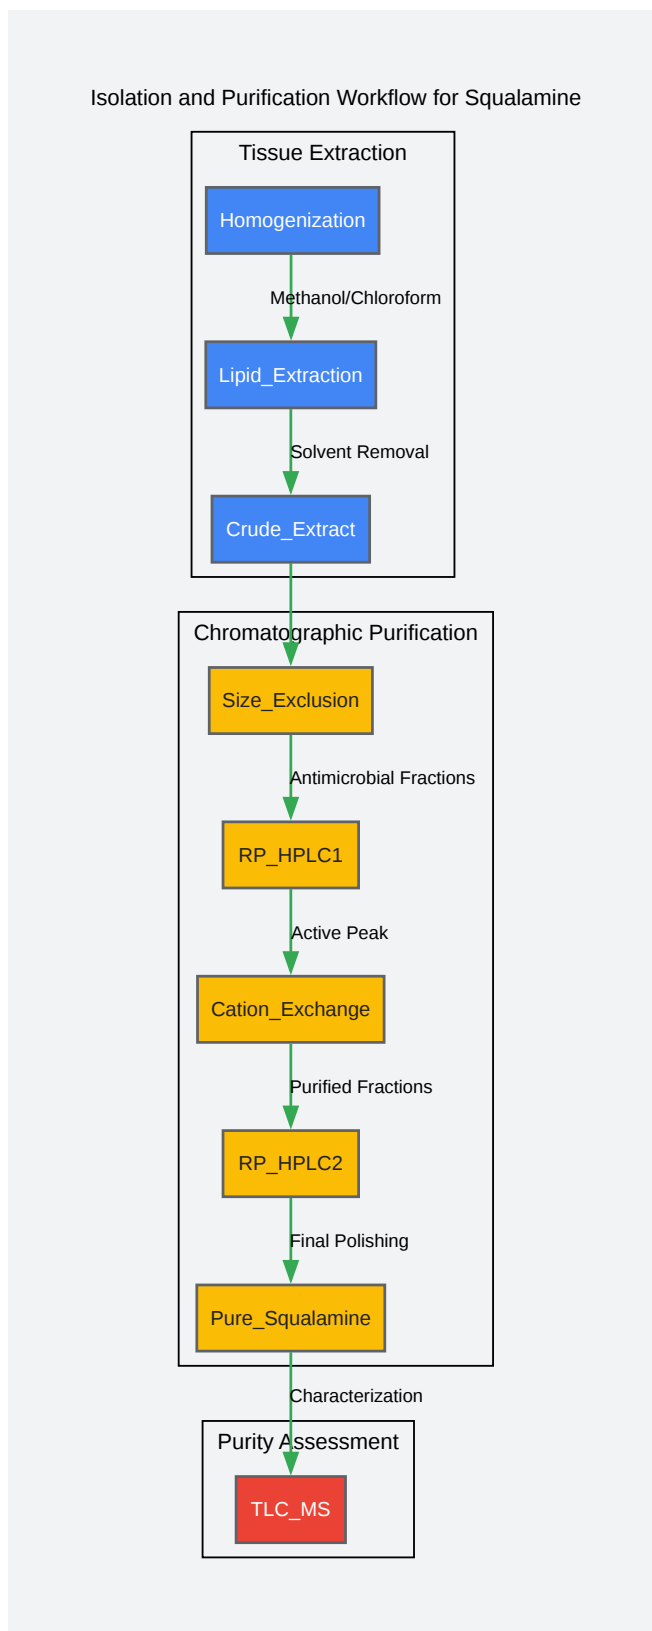 Isolation and Purification Workflow for Squalamine
Tissue Extraction
Homogenization
Methanol/Chloroform
Lipid_Extraction
Solvent Removal
Crude_Extract
Chromatographic Purification
Size_Exclusion
Antimicrobial Fractions
RP_HPLC1
Active Peak
Cation_Exchange
Purified Fractions
RP_HPLC2
Final Polishing
Pure_Squalamine
Characterization
Purity Assessment
TLC_MS